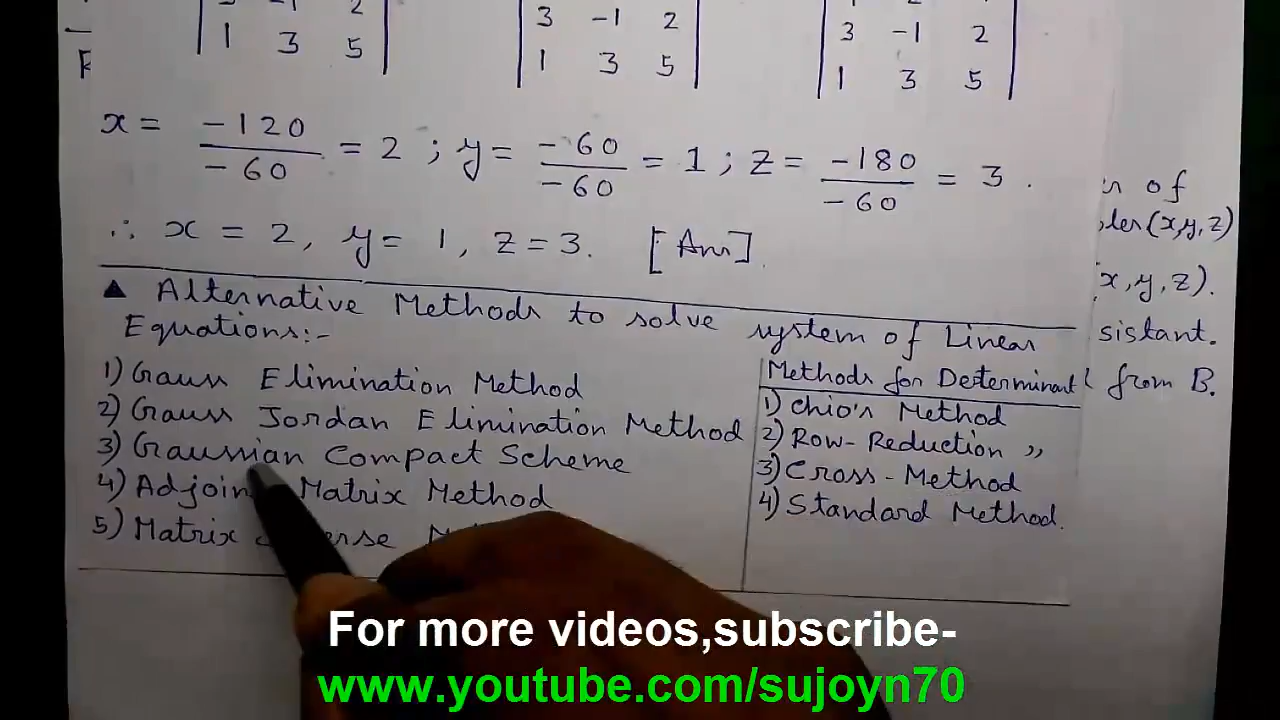 3 -1 2
1 3 5
3 -1 2
1 3 5
3 -1 2
1 3 5
x = -120/-60 = 2 ; y = -60/-60 = 1 ; z = -180/-60 = 3 .
∴ x = 2, y = 1, z = 3. [Ans].
▲ Alternative Methods to solve system of Linear
Equations:-
1) Gauss Elimination Method
2) Gauss Jordan Elimination Method
3) Gaussian Compact Scheme
4) Adjoin Matrix Method
5) Matrix
Methods for Determinant
1) Chio's Method
2) Row-Reduction ,,
3) Cross-Method
4) Standard Method.
of
(x,y,z)
x, y, z).
sistant.
from B.
For more videos,subscribe-
www.youtube.com/sujoyn70